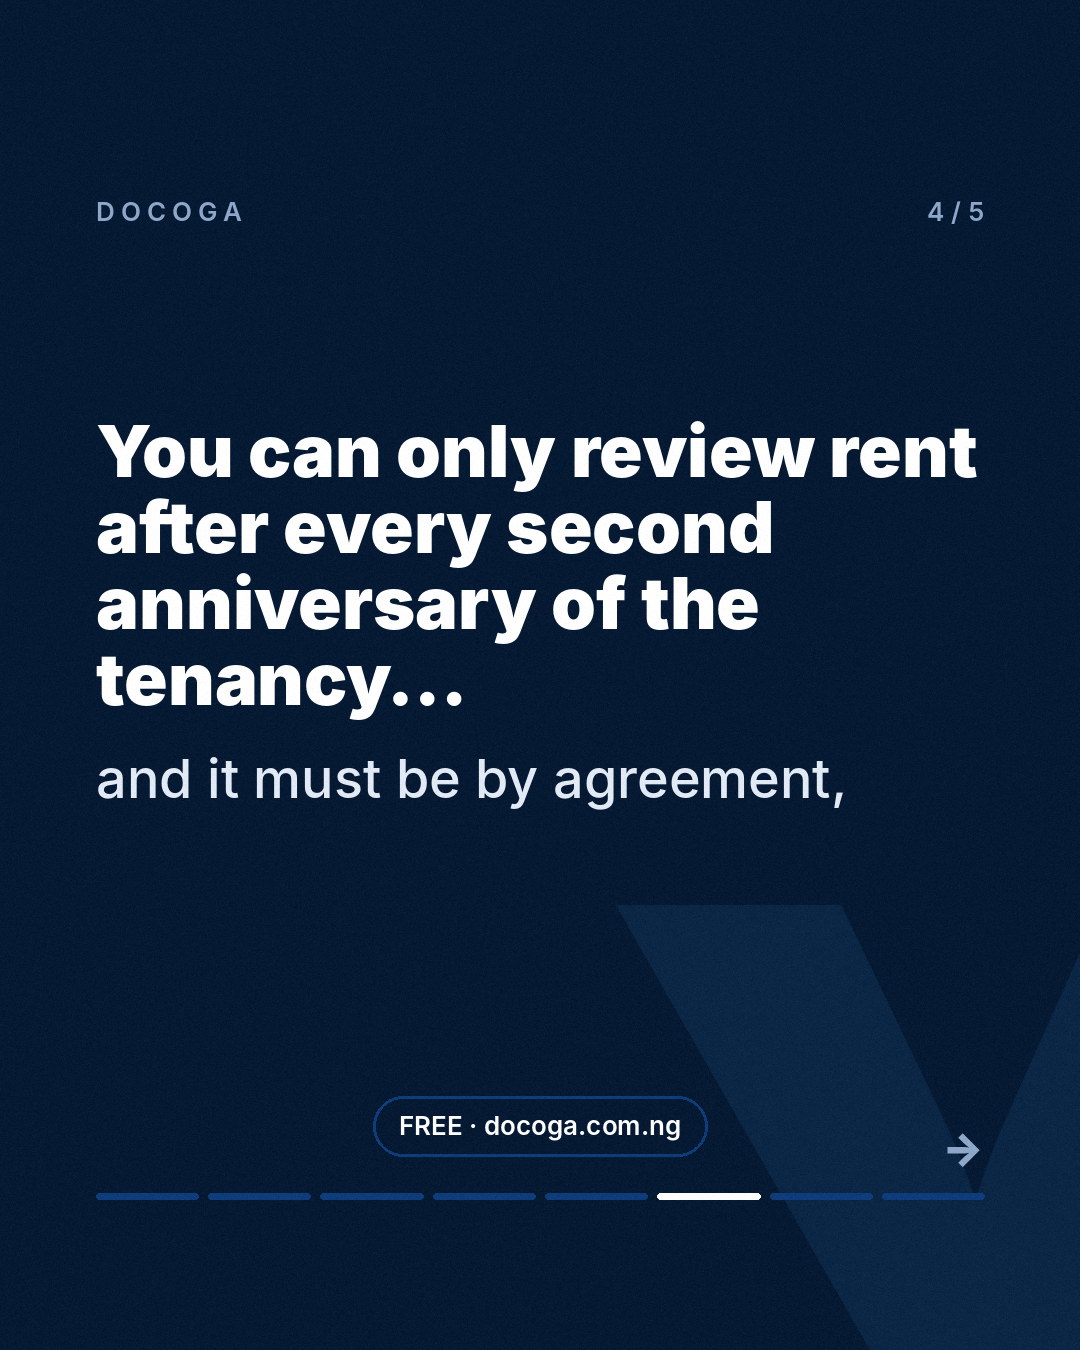 DOCOGA
4 / 5
You can only review rent
after every second
anniversary of the
tenancy...
and it must be by agreement,
FREE · docoga.com.ng
→